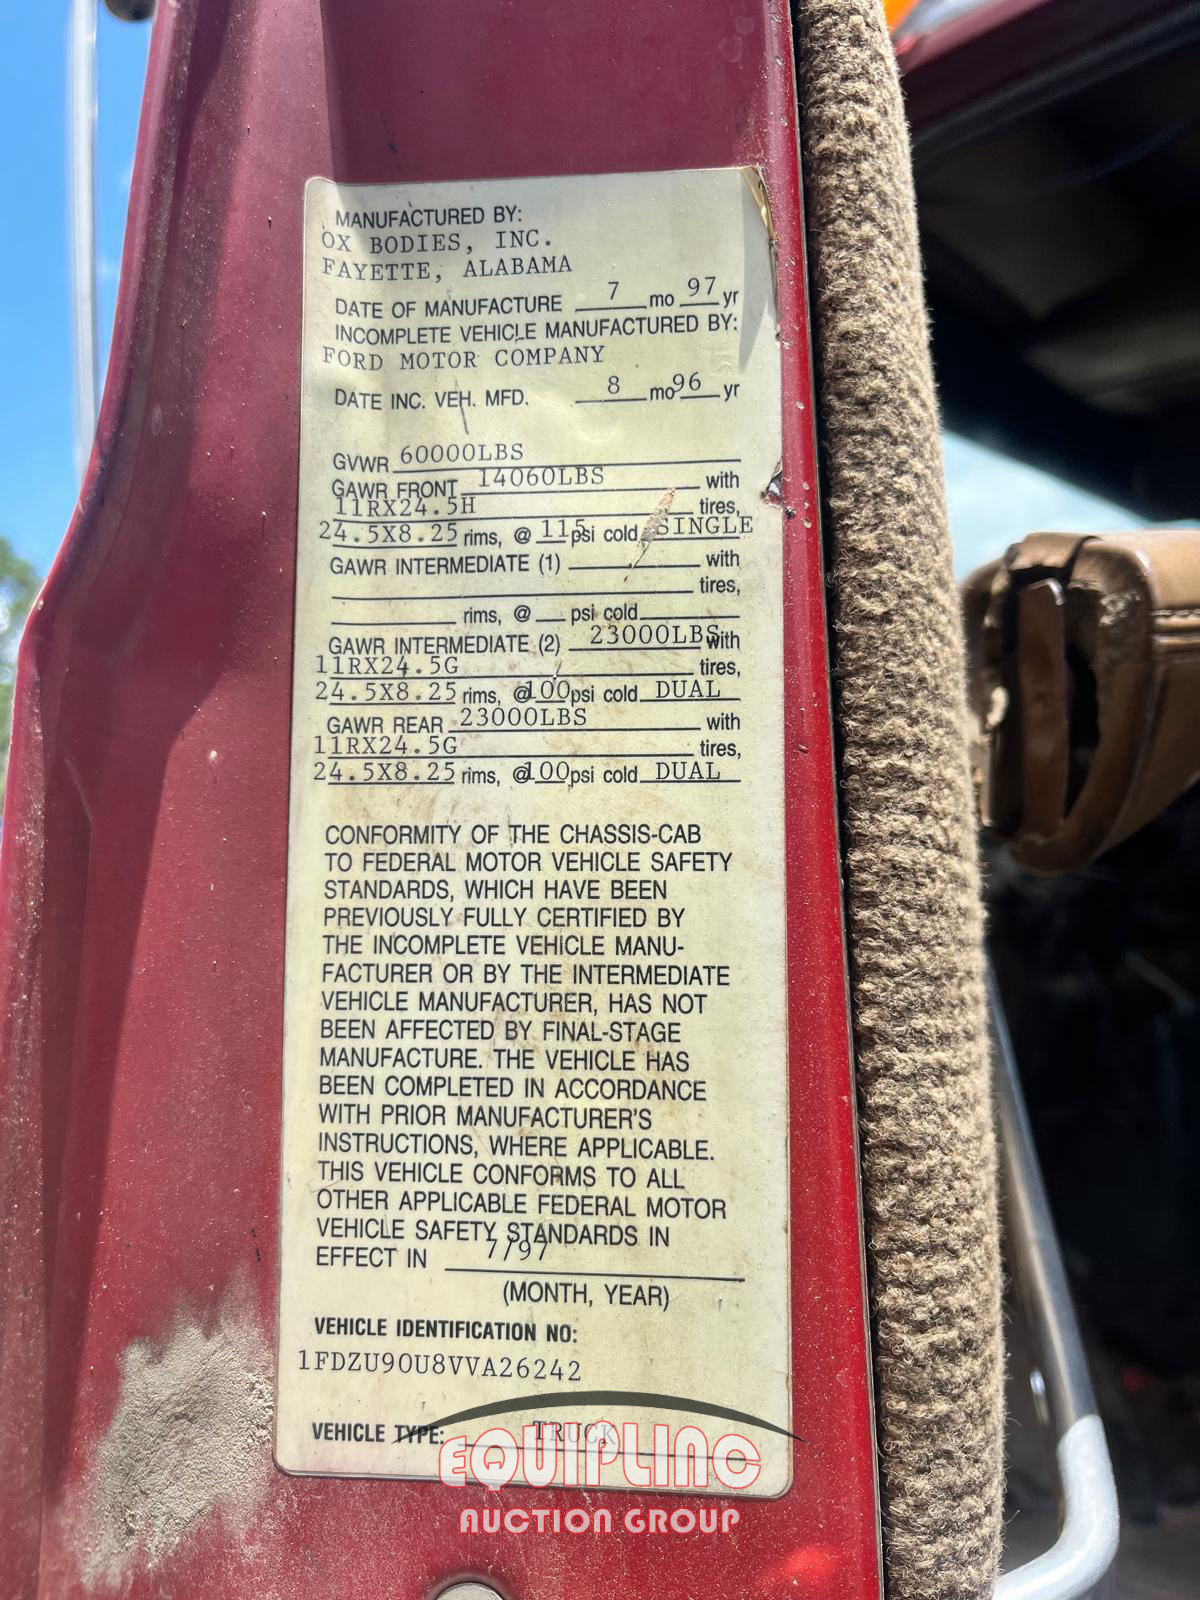 MANUFACTURED BY:
OX BODIES, INC.
FAYETTE, ALABAMA
DATE OF MANUFACTURE 7 mo 97 yr
INCOMPLETE VEHICLE MANUFACTURED BY:
FORD MOTOR COMPANY
DATE INC. VEH. MFD. 8 mo 96 yr
GVWR 60000LBS
GAWR FRONT 14060LBS with
11RX24.5H tires,
24.5X8.25 rims, @ 115 psi cold SINGLE
GAWR INTERMEDIATE (1) with
tires,
rims, @ psi cold
GAWR INTERMEDIATE (2) 23000LBS with
11RX24.5G tires,
24.5X8.25 rims, @ 100 psi cold DUAL
GAWR REAR 23000LBS with
11RX24.5G tires,
24.5X8.25 rims, @ 100 psi cold DUAL
CONFORMITY OF THE CHASSIS-CAB
TO FEDERAL MOTOR VEHICLE SAFETY
STANDARDS, WHICH HAVE BEEN
PREVIOUSLY FULLY CERTIFIED BY
THE INCOMPLETE VEHICLE MANU-
FACTURER OR BY THE INTERMEDIATE
VEHICLE MANUFACTURER, HAS NOT
BEEN AFFECTED BY FINAL-STAGE
MANUFACTURE. THE VEHICLE HAS
BEEN COMPLETED IN ACCORDANCE
WITH PRIOR MANUFACTURER'S
INSTRUCTIONS, WHERE APPLICABLE.
THIS VEHICLE CONFORMS TO ALL
OTHER APPLICABLE FEDERAL MOTOR
VEHICLE SAFETY STANDARDS IN
EFFECT IN 7/97
(MONTH, YEAR)
VEHICLE IDENTIFICATION NO:
1FDZU90U8VVA26242
VEHICLE TYPE: TRUCK
EQUIPLINC
AUCTION GROUP